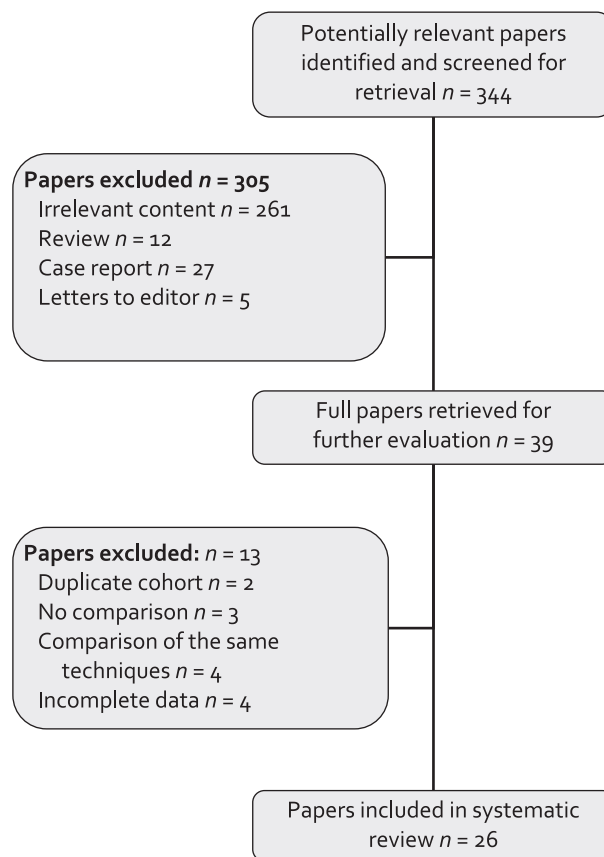 Potentially relevant papers
identified and screened for
retrieval n = 344
Papers excluded n = 305
Irrelevant content n = 261
Review n = 12
Case report n = 27
Letters to editor n = 5
Full papers retrieved for
further evaluation n = 39
Papers excluded: n = 13
Duplicate cohort n = 2
No comparison n = 3
Comparison of the same
techniques n = 4
Incomplete data n = 4
Papers included in systematic
review n = 26